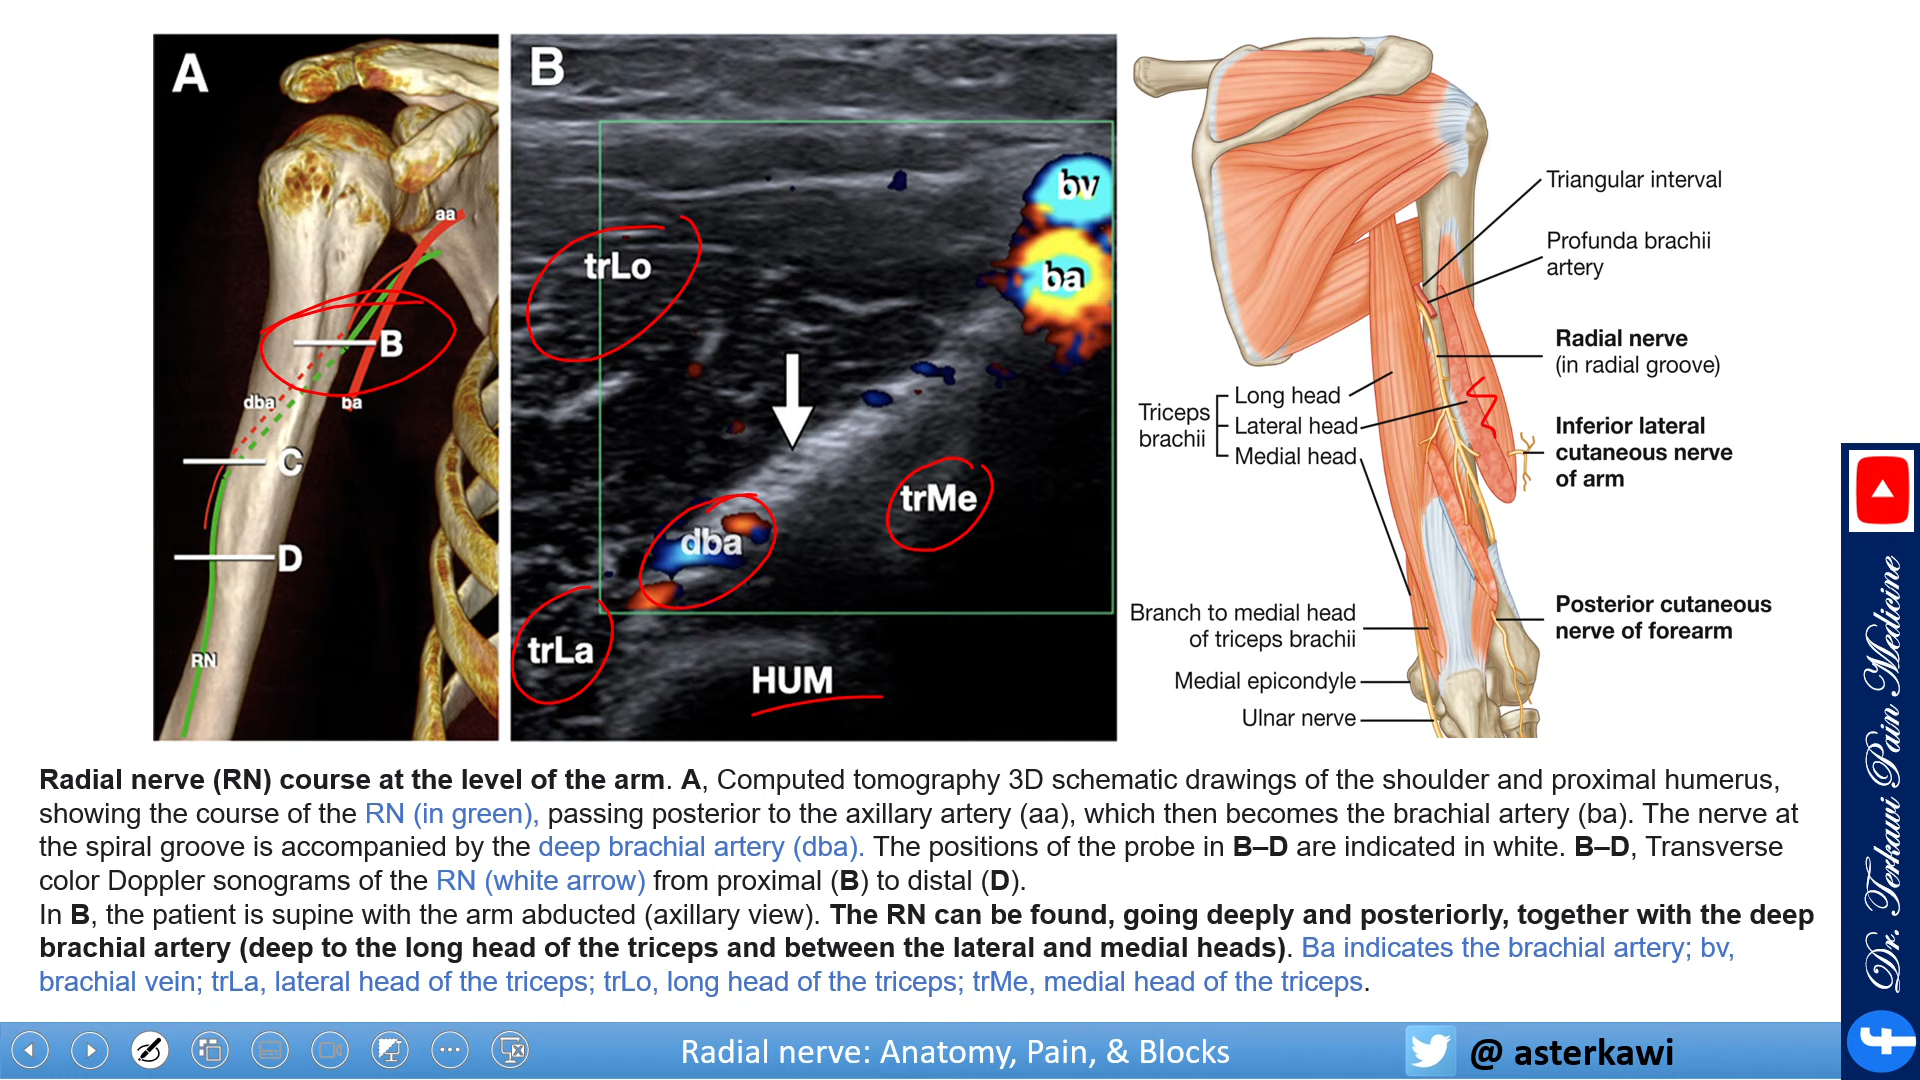 A
aa
B
dba
ba
C
D
RN
B
bv
ba
trLo
trMe
dba
trLa
HUM
Triangular interval
Profunda brachii
artery
Radial nerve
(in radial groove)
Triceps
brachii
Long head
Lateral head
Medial head
Inferior lateral
cutaneous nerve
of arm
Branch to medial head
of triceps brachii
Posterior cutaneous
nerve of forearm
Medial epicondyle
Ulnar nerve
Radial nerve (RN) course at the level of the arm. A, Computed tomography 3D schematic drawings of the shoulder and proximal humerus,
showing the course of the RN (in green), passing posterior to the axillary artery (aa), which then becomes the brachial artery (ba). The nerve at
the spiral groove is accompanied by the deep brachial artery (dba). The positions of the probe in B–D are indicated in white. B–D, Transverse
color Doppler sonograms of the RN (white arrow) from proximal (B) to distal (D).
In B, the patient is supine with the arm abducted (axillary view). The RN can be found, going deeply and posteriorly, together with the deep
brachial artery (deep to the long head of the triceps and between the lateral and medial heads). Ba indicates the brachial artery; bv,
brachial vein; trLa, lateral head of the triceps; trLo, long head of the triceps; trMe, medial head of the triceps.
Dr. Terkawi Pain Medicine
Radial nerve: Anatomy, Pain, & Blocks
@ asterkawi